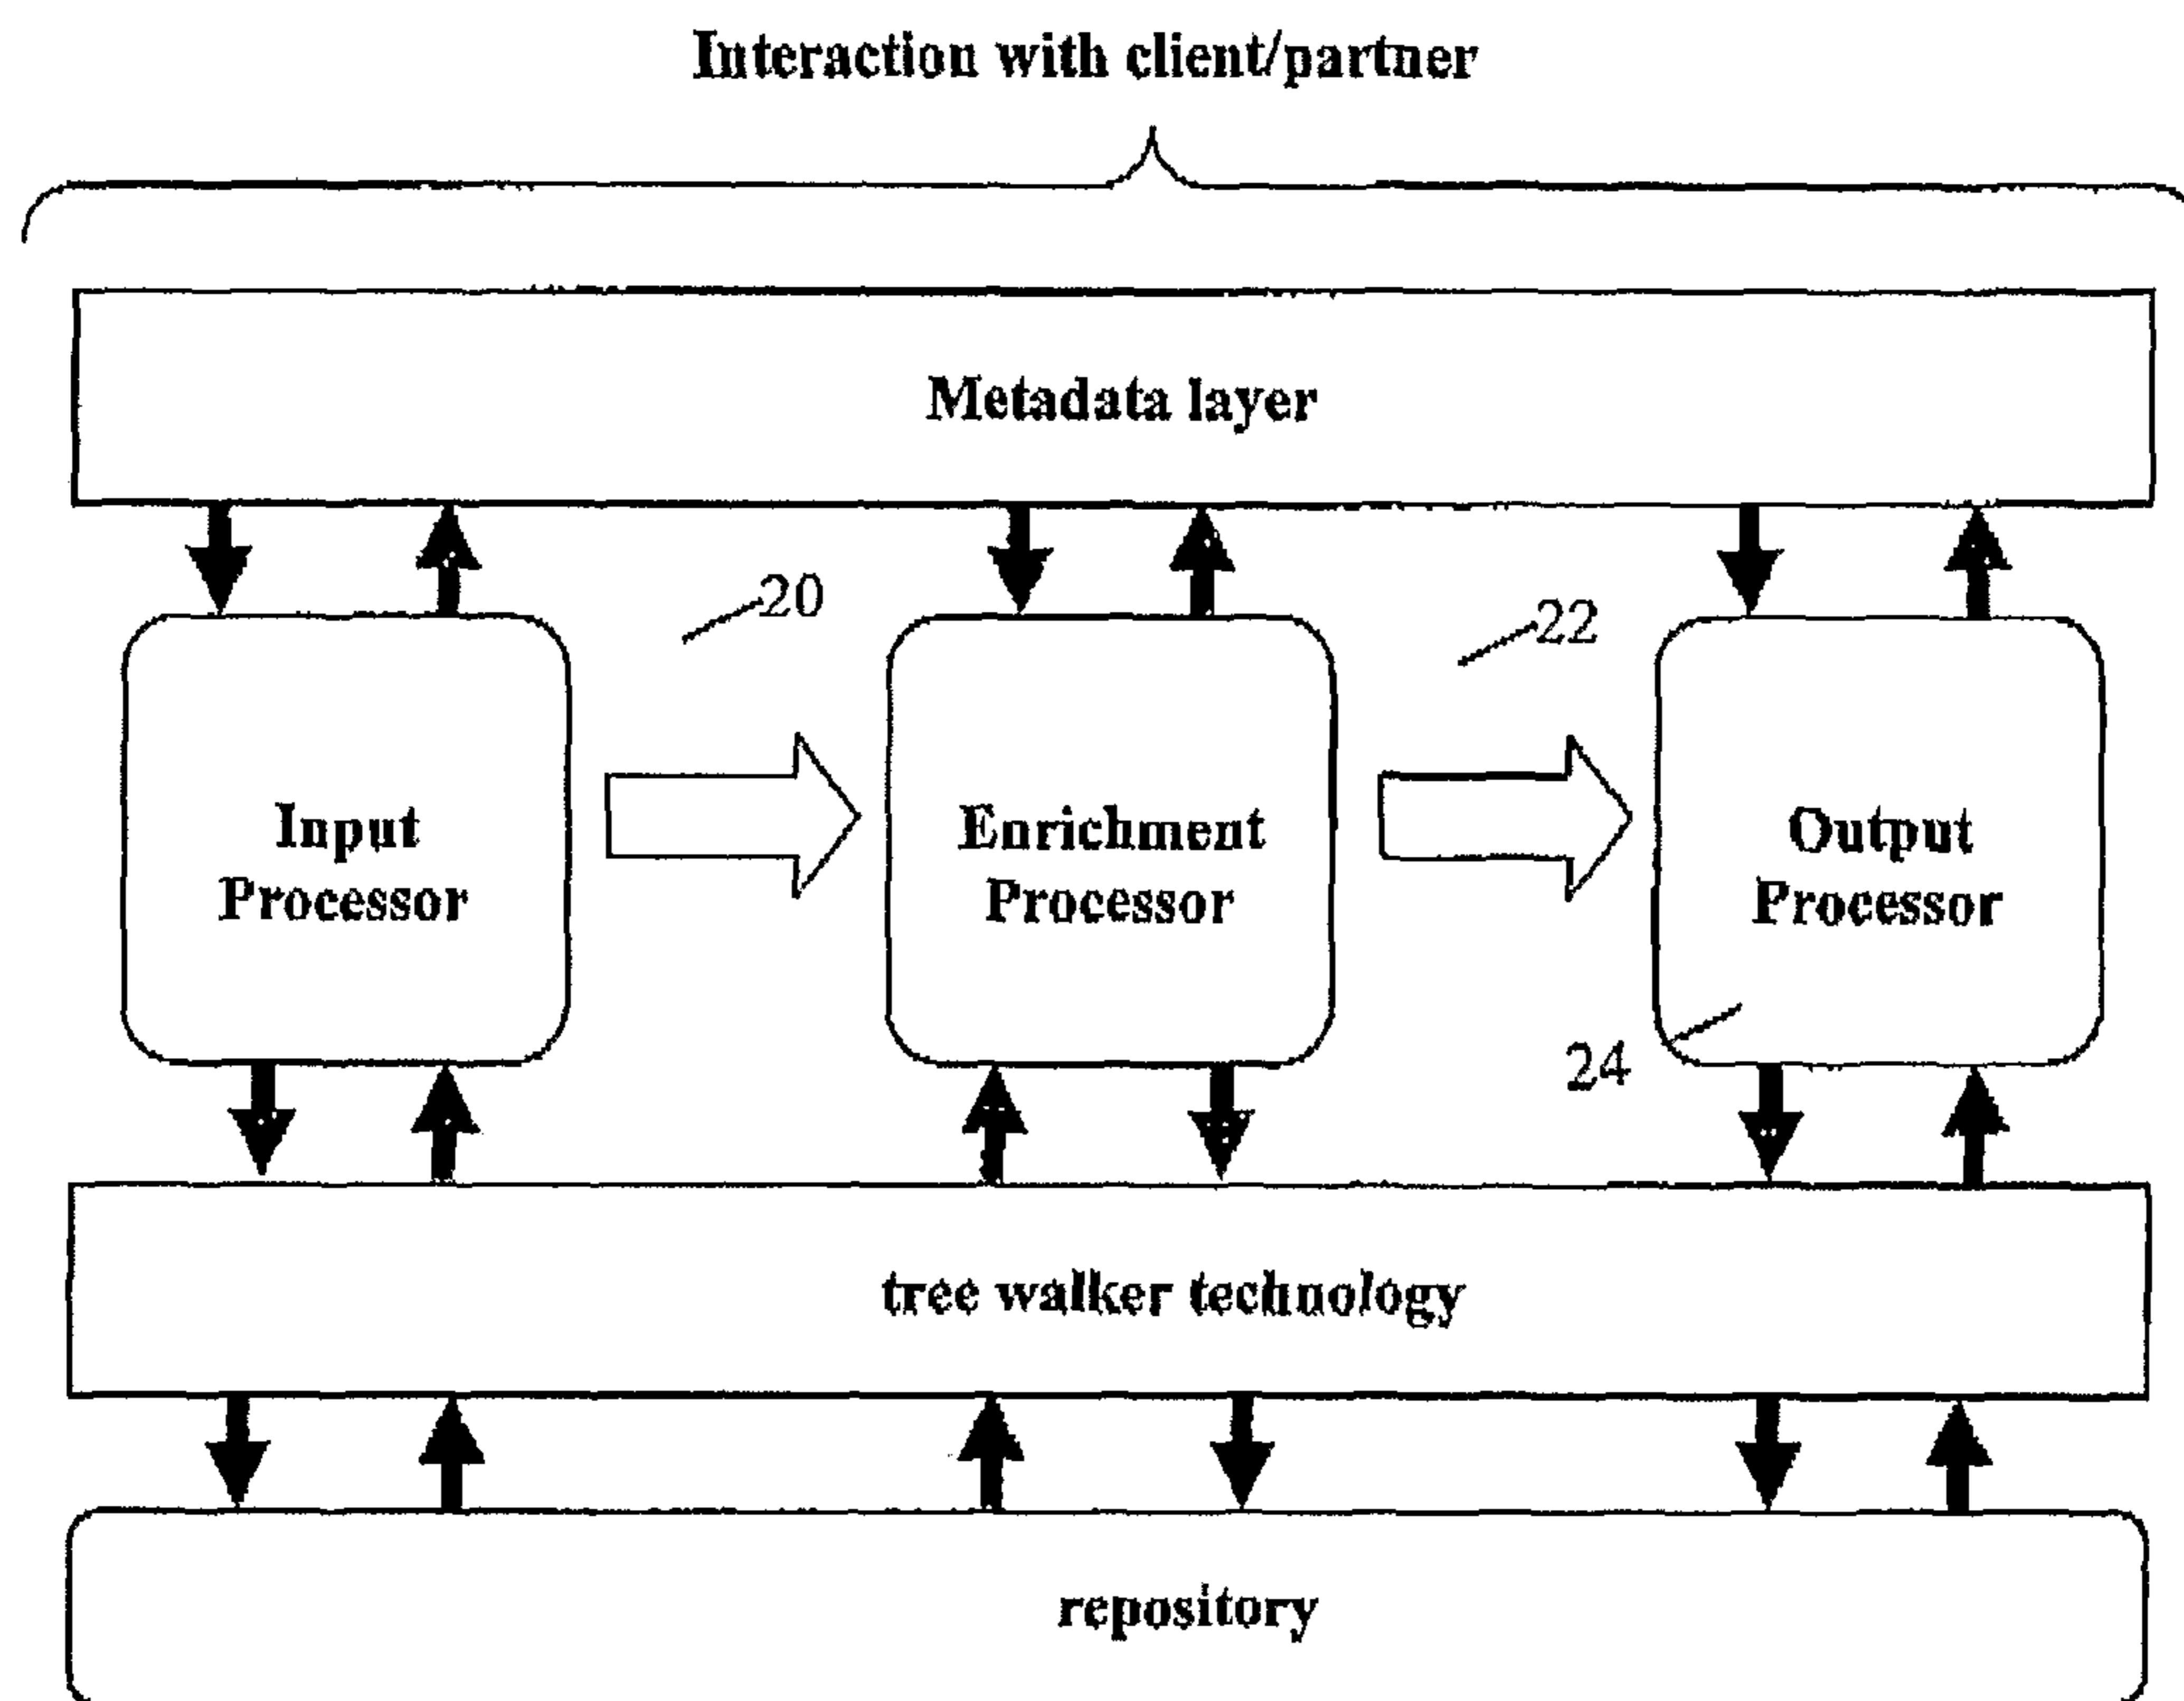 Interaction with client/partner
Metadata layer
20
22
Input
Processor
Enrichment
Processor
Output
Processor
24
tree walker technology
repository